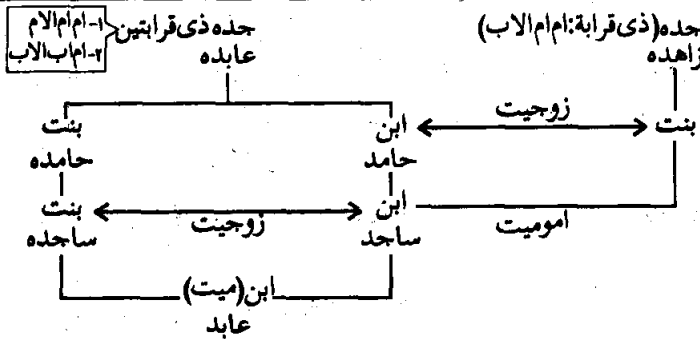 جده(ذی قرابة:ام ام الاب)
زاهده
جده ذی قرابتین
عابده
۱-ام ام الام
۲-ام اب الاب
بنت
زوجیت
ابن
حامد
بنت
حامده
امومیت
ابن
ساجد
زوجیت
بنت
ساجده
ابن(میت)
عابد